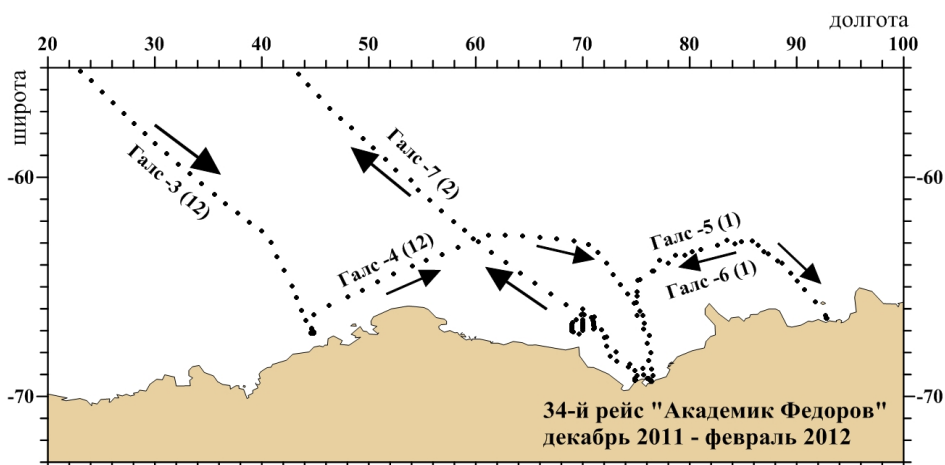 долгота
20 30 40 50 60 70 80 90 100
широта
-60 -60
-70 -70
Галс -3 (12)
Галс -7 (2)
Галс -4 (12)
Галс -5 (1)
Галс -6 (1)
34-й рейс "Академик Федоров"
декабрь 2011 - февраль 2012